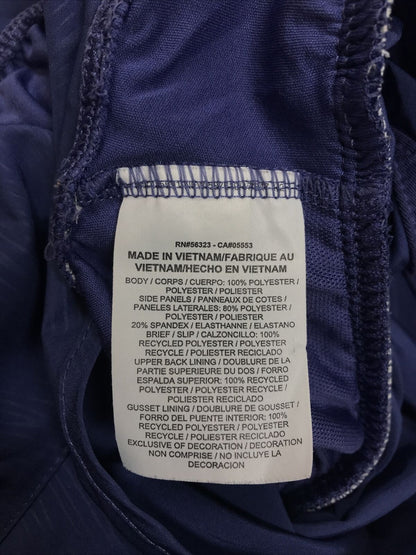 RN#56323 - CA#05553
MADE IN VIETNAM/FABRIQUE AU
VIETNAM/HECHO EN VIETNAM
BODY / CORPS / CUERPO: 100% POLYESTER /
POLYESTER / POLIESTER
SIDE PANELS / PANNEAUX DE COTES /
PANELES LATERALES: 80% POLYESTER /
POLYESTER / POLIESTER
20% SPANDEX / ELASTHANNE / ELASTANO
BRIEF / SLIP / CALZONCILLO: 100%
RECYCLED POLYESTER / POLYESTER
RECYCLE / POLIESTER RECICLADO
UPPER BACK LINING / DOUBLURE DE LA
PARTIE SUPERIEURE DU DOS / FORRO
ESPALDA SUPERIOR: 100% RECYCLED
POLYESTER / POLYESTER RECYCLE /
POLIESTER RECICLADO
GUSSET LINING / DOUBLURE DE GOUSSET /
FORRO DEL FUENTE INTERIOR: 100%
RECYCLED POLYESTER / POLYESTER
RECYCLE / POLIESTER RECICLADO
EXCLUSIVE OF DECORATION / DECORATION
NON COMPRISE / NO INCLUYE LA
DECORACION